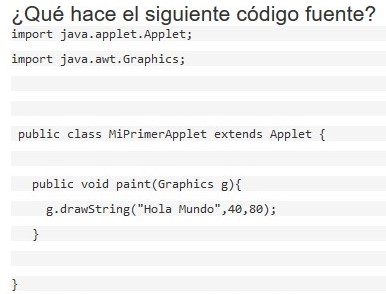 ¿Qué hace el siguiente código fuente?
import java.applet.Applet;
import java.awt.Graphics;
public class MiPrimerApplet extends Applet {
public void paint(Graphics g){
g.drawString("Hola Mundo",40,80);
}
}